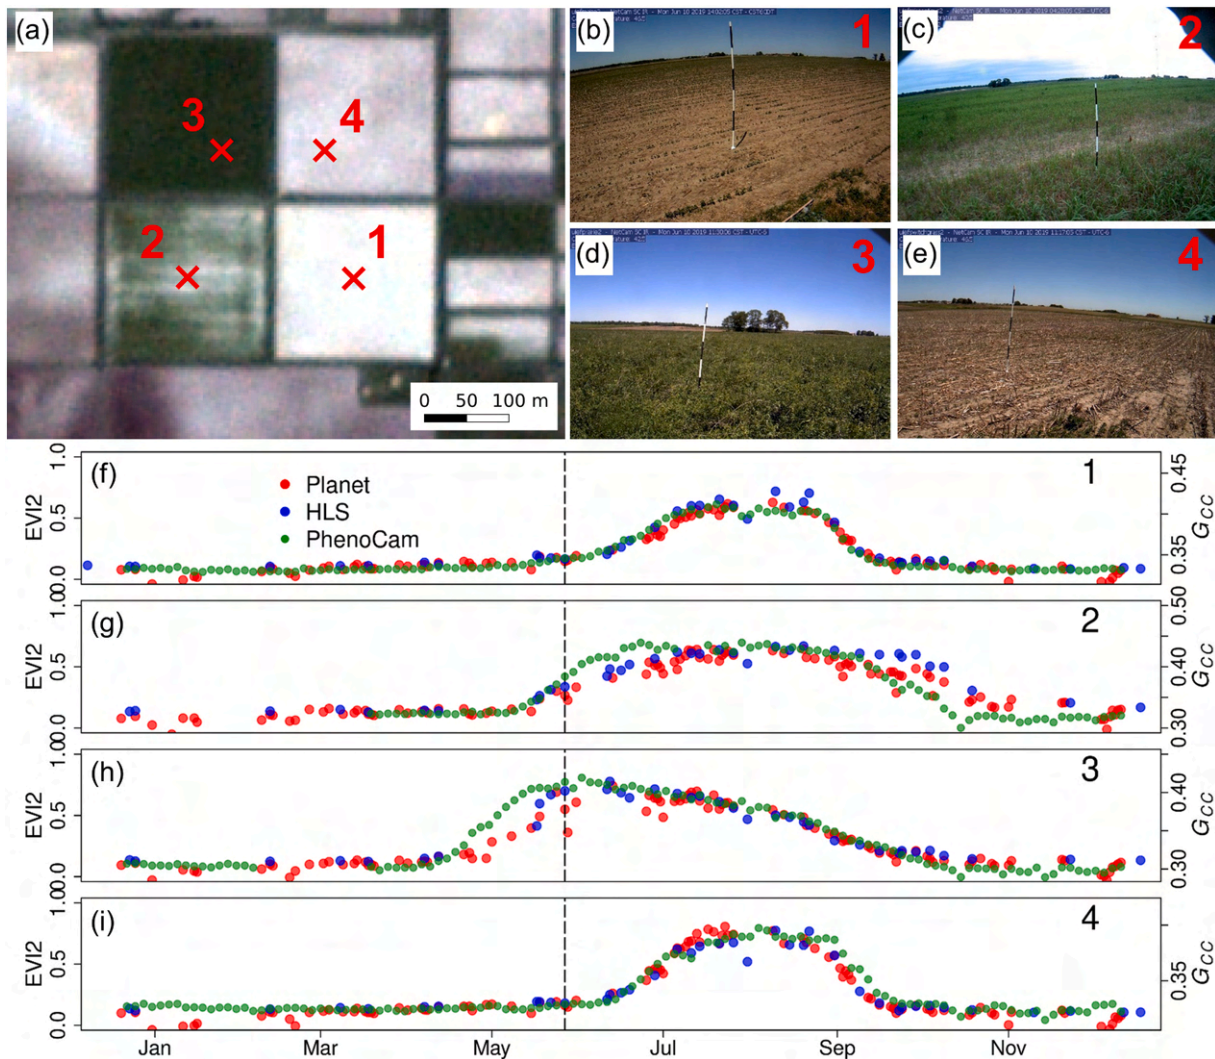 (a)
3
4
2
1
0 50 100 m
(b)
1
(c)
2
(d)
3
(e)
4
(f)
1
Planet
HLS
PhenoCam
EVI2
1.0
0.5
0.0
0.45
0.35
GCC
(g)
2
EVI2
1.0
0.5
0.0
0.50
0.40
0.30
GCC
(h)
3
EVI2
1.0
0.5
0.0
0.40
0.30
GCC
(i)
4
EVI2
1.0
0.5
0.0
0.35
GCC
Jan Mar May Jul Sep Nov